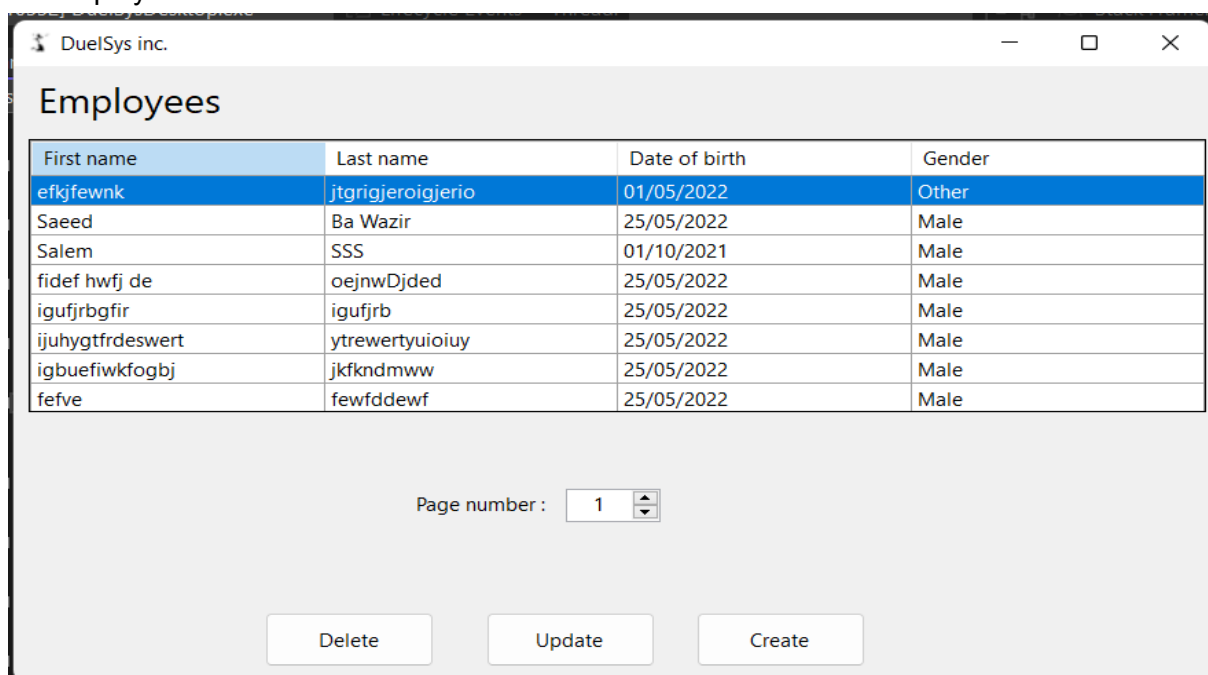 DuelSys inc.
Employees
First name Last name Date of birth Gender
efkjfewnk jtgrigjeroigjerio 01/05/2022 Other
Saeed Ba Wazir 25/05/2022 Male
Salem SSS 01/10/2021 Male
fidef hwfj de oejnwDjded 25/05/2022 Male
igufjrbgfir igufjrb 25/05/2022 Male
ijuhygtfrdeswert ytrewertyuioiuy 25/05/2022 Male
igbuefiwkfogbj jkfkndmww 25/05/2022 Male
fefve fewfddewf 25/05/2022 Male
Page number : 1
Delete Update Create